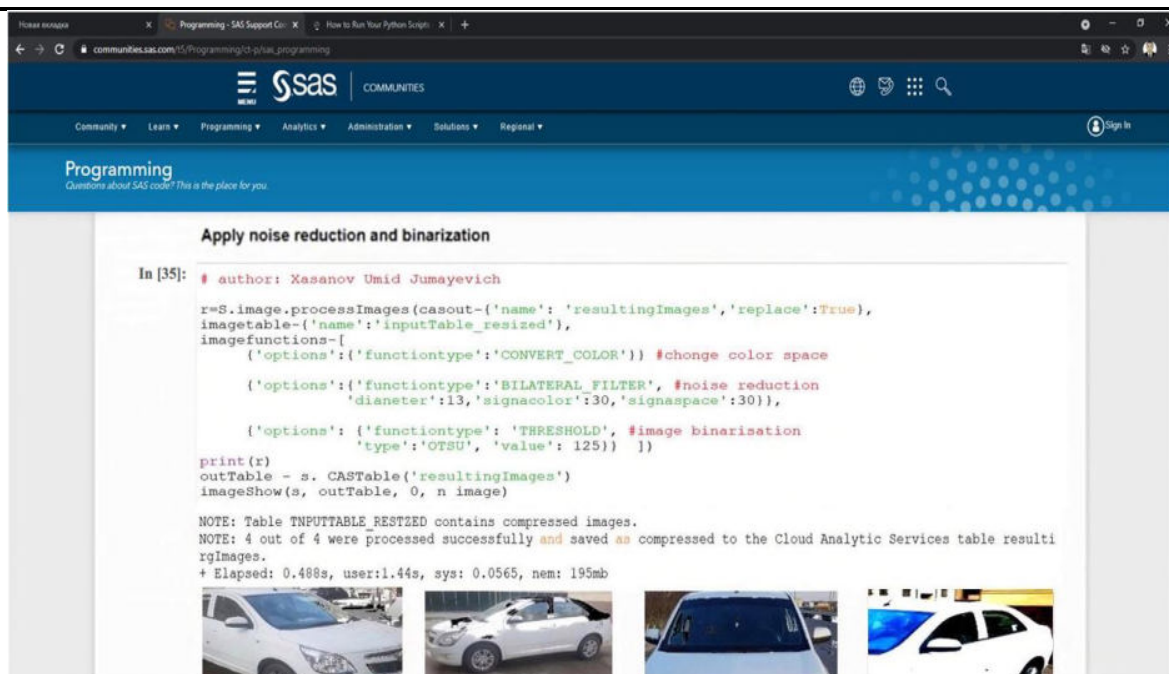 Новая вкладка
Programming - SAS Support Co
How to Run Your Python Scripts
communities.sas.com/t5/Programming/ct-p/sas_programming
MENU
sas
COMMUNITIES
Community
Learn
Programming
Analytics
Administration
Solutions
Regional
Sign In
Programming
Questions about SAS code? This is the place for you.
Apply noise reduction and binarization
In [35]:
# author: Xasanov Umid Jumayevich
r=S.image.processImages(casout-{'name': 'resultingImages','replace':True},
imagetable-{'name':'inputTable_resized'},
imagefunctions-[
{'options':{'functiontype':'CONVERT_COLOR'}} #chonge color space
{'options':{'functiontype':'BILATERAL_FILTER', #noise reduction
'dianeter':13,'signacolor':30,'signaspace':30}},
{'options': {'functiontype': 'THRESHOLD', #image binarisation
'type':'OTSU', 'value': 125}} ])
print(r)
outTable - s. CASTable('resultingImages')
imageShow(s, outTable, 0, n image)
NOTE: Table TNPUTTABLE_RESTZED contains compressed images.
NOTE: 4 out of 4 were processed successfully and saved as compressed to the Cloud Analytic Services table resulti
rgImages.
+ Elapsed: 0.488s, user:1.44s, sys: 0.0565, nem: 195mb